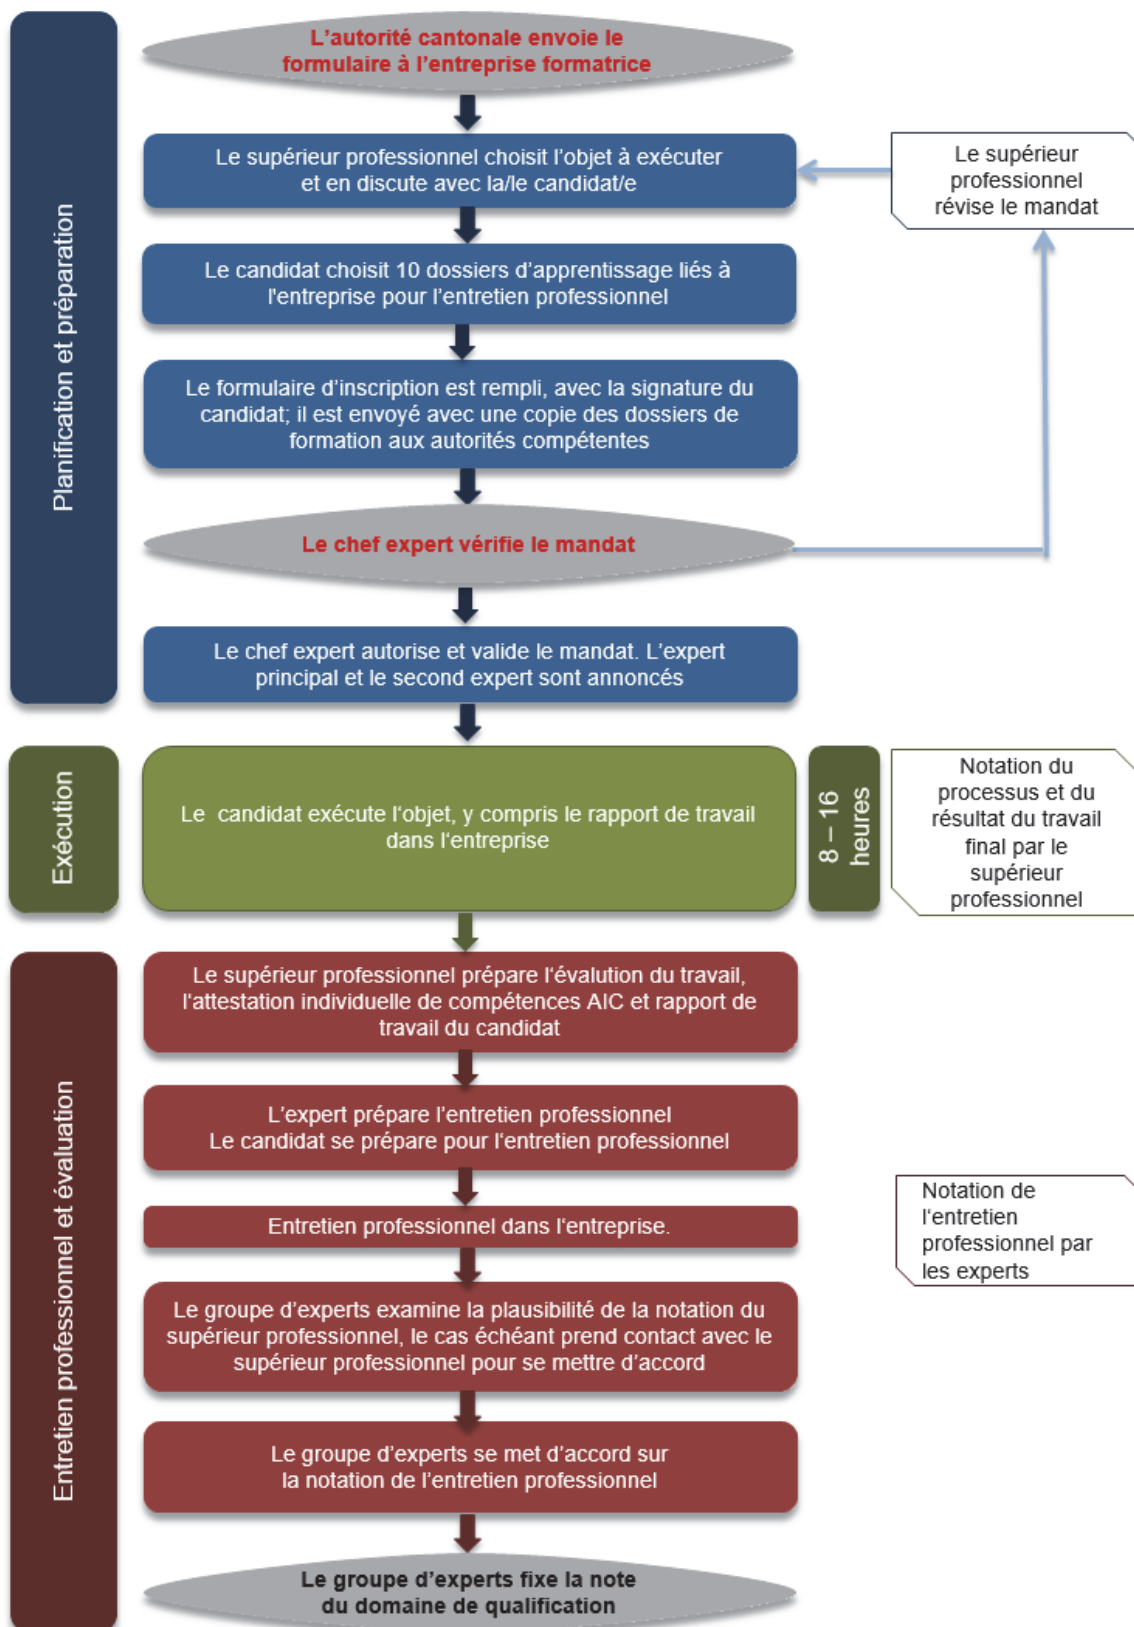 L’autorité cantonale envoie le
formulaire à l’entreprise formatrice
Planification et préparation
Le supérieur professionnel choisit l’objet à exécuter
et en discute avec la/le candidat/e
Le supérieur
professionnel
révise le mandat
Le candidat choisit 10 dossiers d’apprentissage liés à
l'entreprise pour l’entretien professionnel
Le formulaire d’inscription est rempli, avec la signature du
candidat; il est envoyé avec une copie des dossiers de
formation aux autorités compétentes
Le chef expert vérifie le mandat
Le chef expert autorise et valide le mandat. L’expert
principal et le second expert sont annoncés
Exécution
Le candidat exécute l‘objet, y compris le rapport de travail
dans l‘entreprise
8 – 16
heures
Notation du
processus et du
résultat du travail
final par le
supérieur
professionnel
Entretien professionnel et évaluation
Le supérieur professionnel prépare l‘évalution du travail,
l‘attestation individuelle de compétences AIC et rapport de
travail du candidat
L’expert prépare l’entretien professionnel
Le candidat se prépare pour l‘entretien professionnel
Entretien professionnel dans l‘entreprise.
Notation de
l‘entretien
professionnel par
les experts
Le groupe d’experts examine la plausibilité de la notation du
supérieur professionnel, le cas échéant prend contact avec le
supérieur professionnel pour se mettre d’accord
Le groupe d’experts se met d’accord sur
la notation de l’entretien professionnel
Le groupe d’experts fixe la note
du domaine de qualification